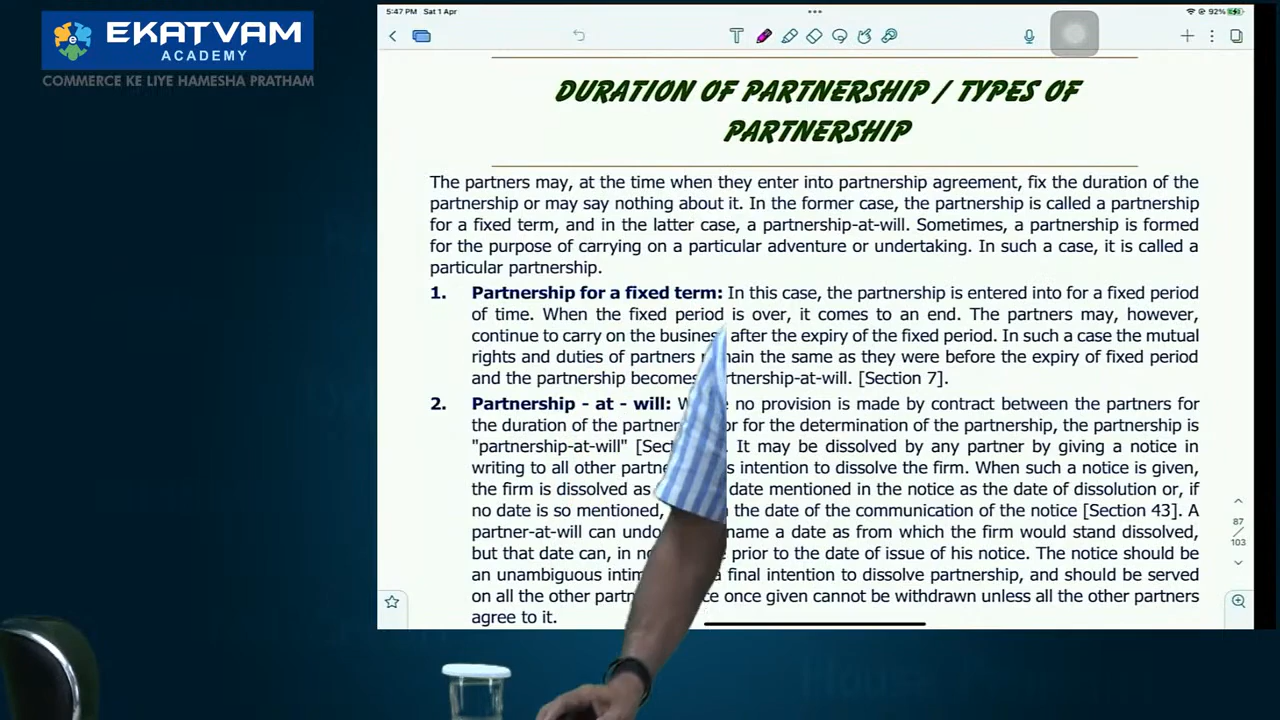 EKATVAM
ACADEMY
COMMERCE KE LIYE HAMESHA PRATHAM
5:47 PM Sat 1 Apr
92%
DURATION OF PARTNERSHIP / TYPES OF
PARTNERSHIP
The partners may, at the time when they enter into partnership agreement, fix the duration of the
partnership or may say nothing about it. In the former case, the partnership is called a partnership
for a fixed term, and in the latter case, a partnership-at-will. Sometimes, a partnership is formed
for the purpose of carrying on a particular adventure or undertaking. In such a case, it is called a
particular partnership.
1. Partnership for a fixed term: In this case, the partnership is entered into for a fixed period
of time. When the fixed period is over, it comes to an end. The partners may, however,
continue to carry on the business after the expiry of the fixed period. In such a case the mutual
rights and duties of partners remain the same as they were before the expiry of fixed period
and the partnership becomes partnership-at-will. [Section 7].
2. Partnership - at - will: no provision is made by contract between the partners for
the duration of the or for the determination of the partnership, the partnership is
"partnership-at-will" It may be dissolved by any partner by giving a notice in
writing to all other intention to dissolve the firm. When such a notice is given,
the firm is dissolved as date mentioned in the notice as the date of dissolution or, if
no date is so mentioned, the date of the communication of the notice [Section 43]. A
partner-at-will can name a date as from which the firm would stand dissolved,
but that date can, in prior to the date of issue of his notice. The notice should be
an unambiguous final intention to dissolve partnership, and should be served
on all the other once given cannot be withdrawn unless all the other partners
agree to it.
87
103